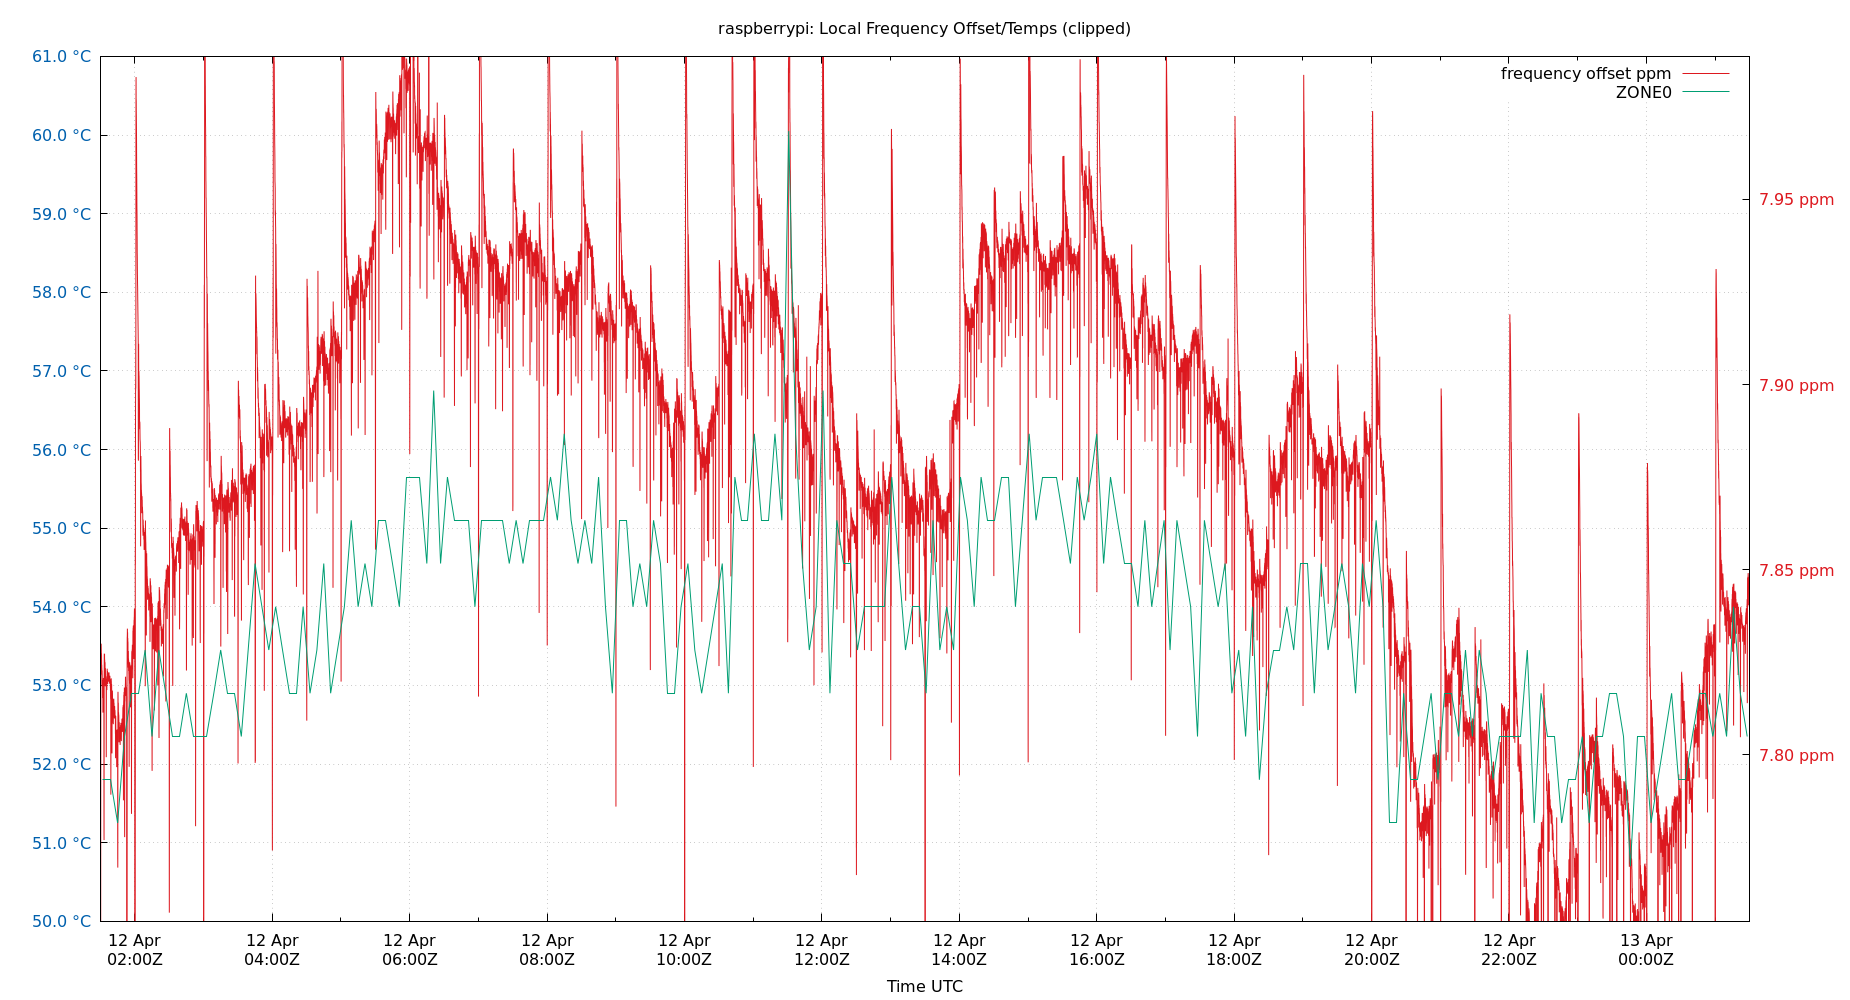 raspberrypi: Local Frequency Offset/Temps (clipped)
frequency offset ppm
ZONE0
61.0 °C
60.0 °C
59.0 °C
58.0 °C
57.0 °C
56.0 °C
55.0 °C
54.0 °C
53.0 °C
52.0 °C
51.0 °C
50.0 °C
7.95 ppm
7.90 ppm
7.85 ppm
7.80 ppm
12 Apr 12 Apr 12 Apr 12 Apr 12 Apr 12 Apr 12 Apr 12 Apr 12 Apr 12 Apr 12 Apr 13 Apr
02:00Z 04:00Z 06:00Z 08:00Z 10:00Z 12:00Z 14:00Z 16:00Z 18:00Z 20:00Z 22:00Z 00:00Z
Time UTC